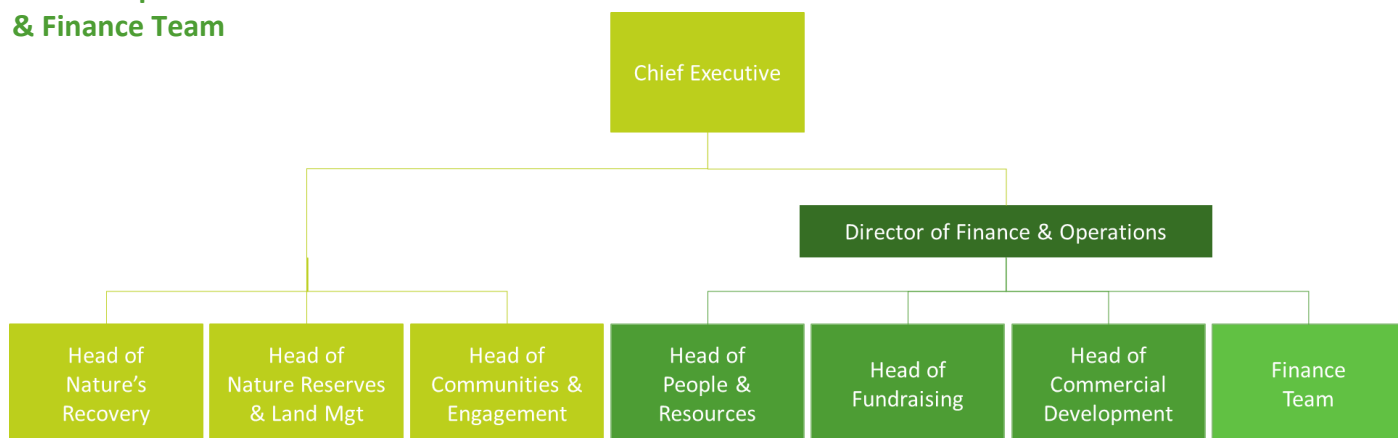 & Finance Team
Chief Executive
Director of Finance & Operations
Head of
Nature’s
Recovery
Head of
Nature Reserves
& Land Mgt
Head of
Communities &
Engagement
Head of
People &
Resources
Head of
Fundraising
Head of
Commercial
Development
Finance
Team